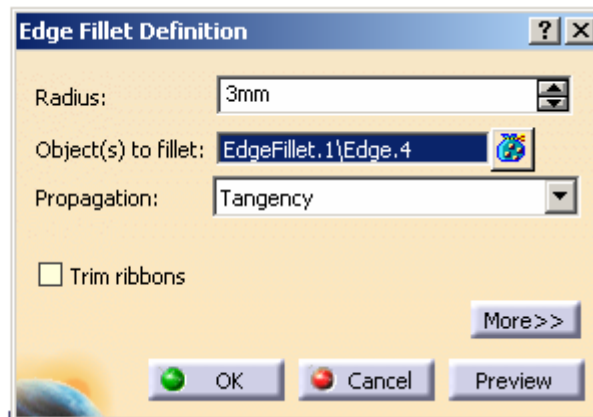 Edge Fillet Definition
Radius: 3mm
Object(s) to fillet: EdgeFillet.1\Edge.4
Propagation: Tangency
Trim ribbons
More>>
OK Cancel Preview